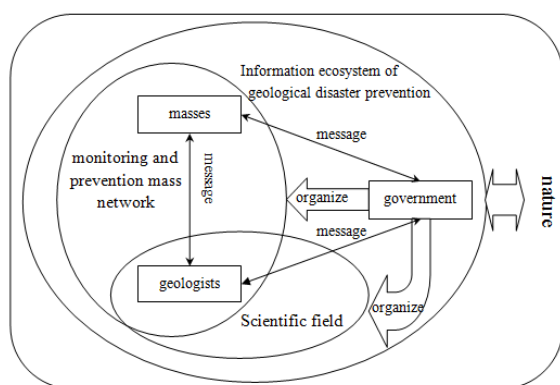 Information ecosystem of
geological disaster prevention
masses
message
monitoring and
prevention mass
network
message
organize
government
nature
message
geologists
organize
Scientific field